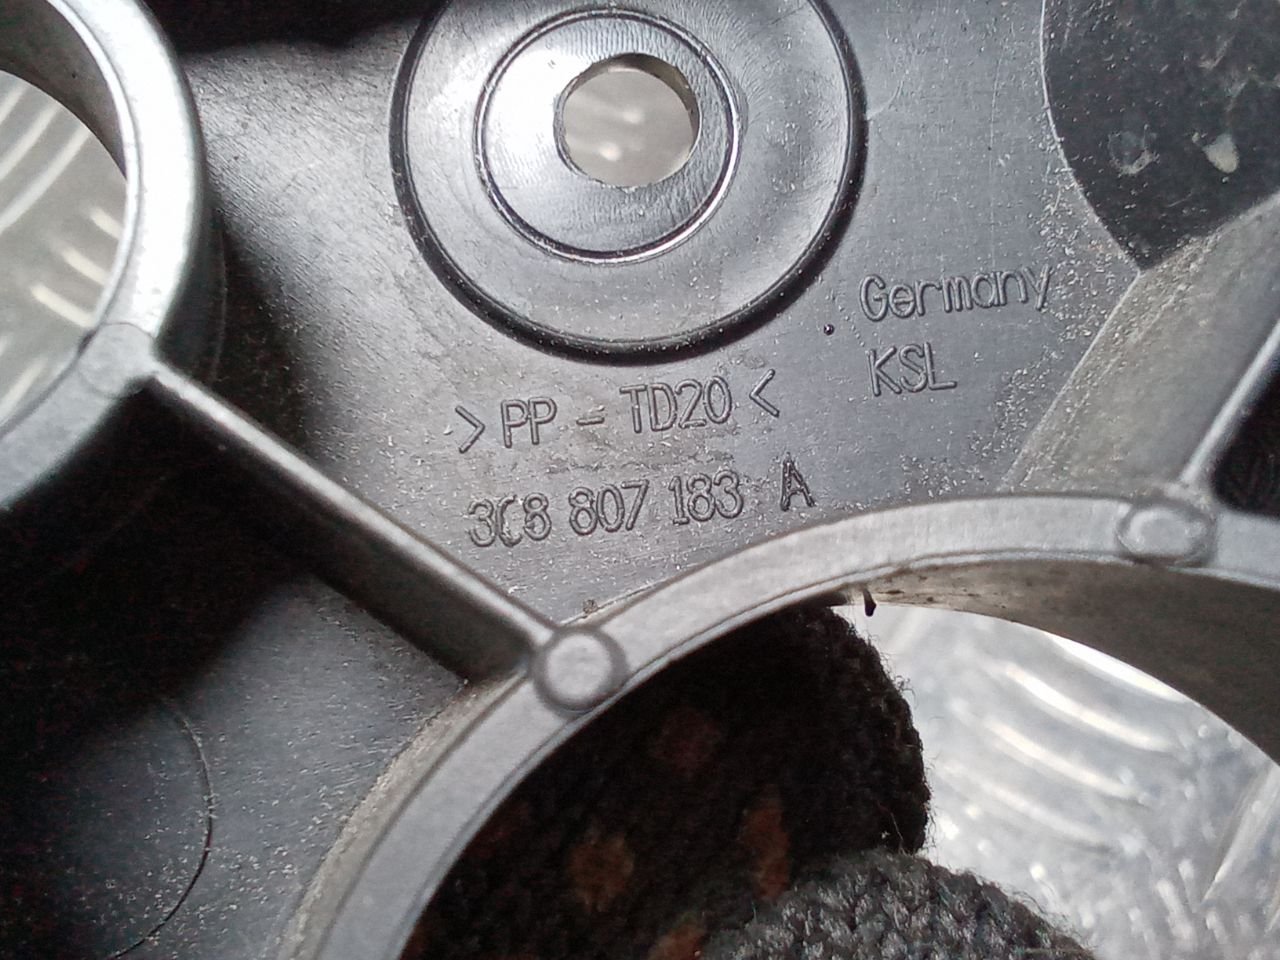 Germany
KSL
>PP-TD20<
3C8 807 183 A